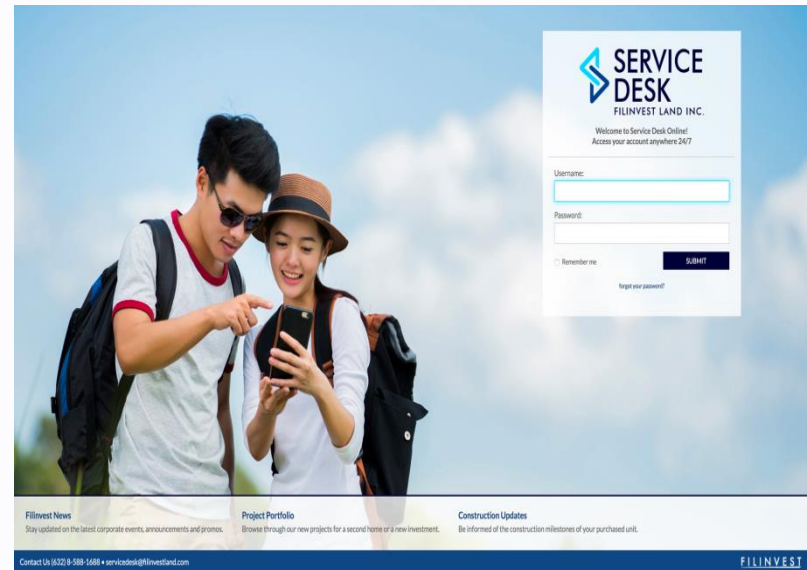 SERVICE
DESK
FILINVEST LAND INC.
Welcome to Service Desk Online!
Access your account anywhere 24/7
Username:
Password:
Remember me
SUBMIT
forgot your password?
Filinvest News
Stay updated on the latest corporate events, announcements and promos.
Project Portfolio
Browse through our new projects for a second home or a new investment.
Construction Updates
Be informed of the construction milestones of your purchased unit.
Contact Us (632) 8-588-1688 • servicedesk@filinvestland.com
FILINVEST